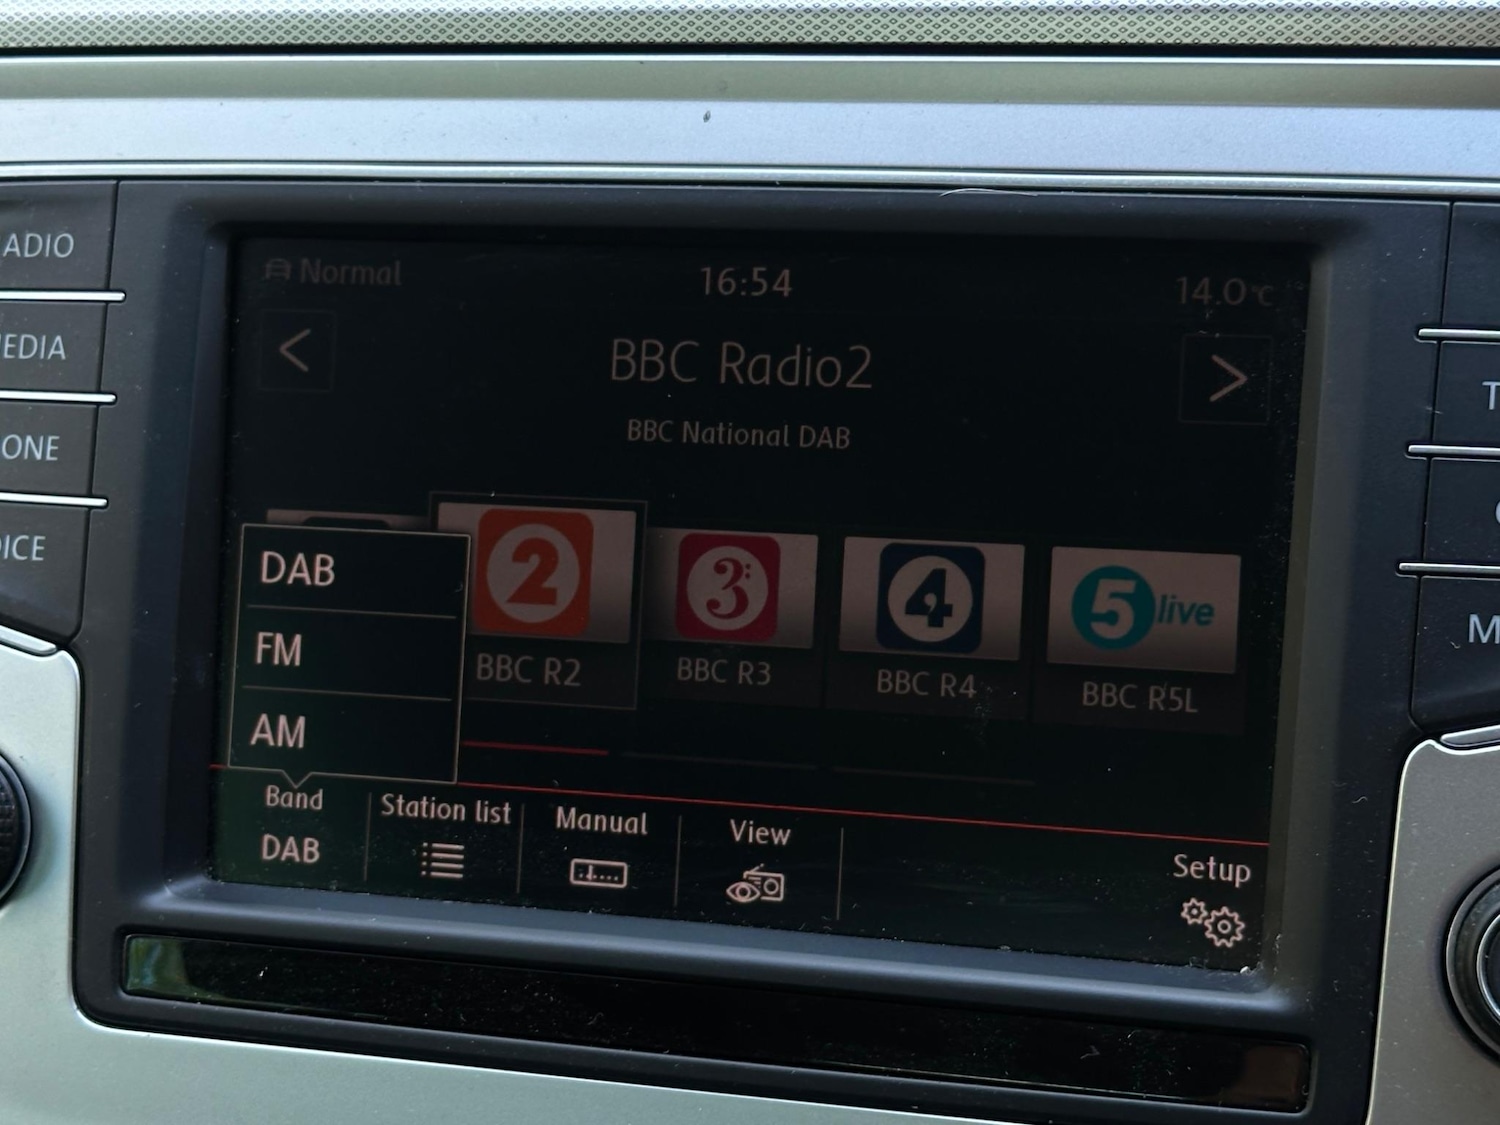 ADIO
EDIA
ONE
ICE
Normal
16:54
14.0°C
<
>
BBC Radio2
BBC National DAB
2
3
4
5 live
BBC R2
BBC R3
BBC R4
BBC R5L
DAB
FM
AM
Band
DAB
Station list
Manual
View
Setup
T
M